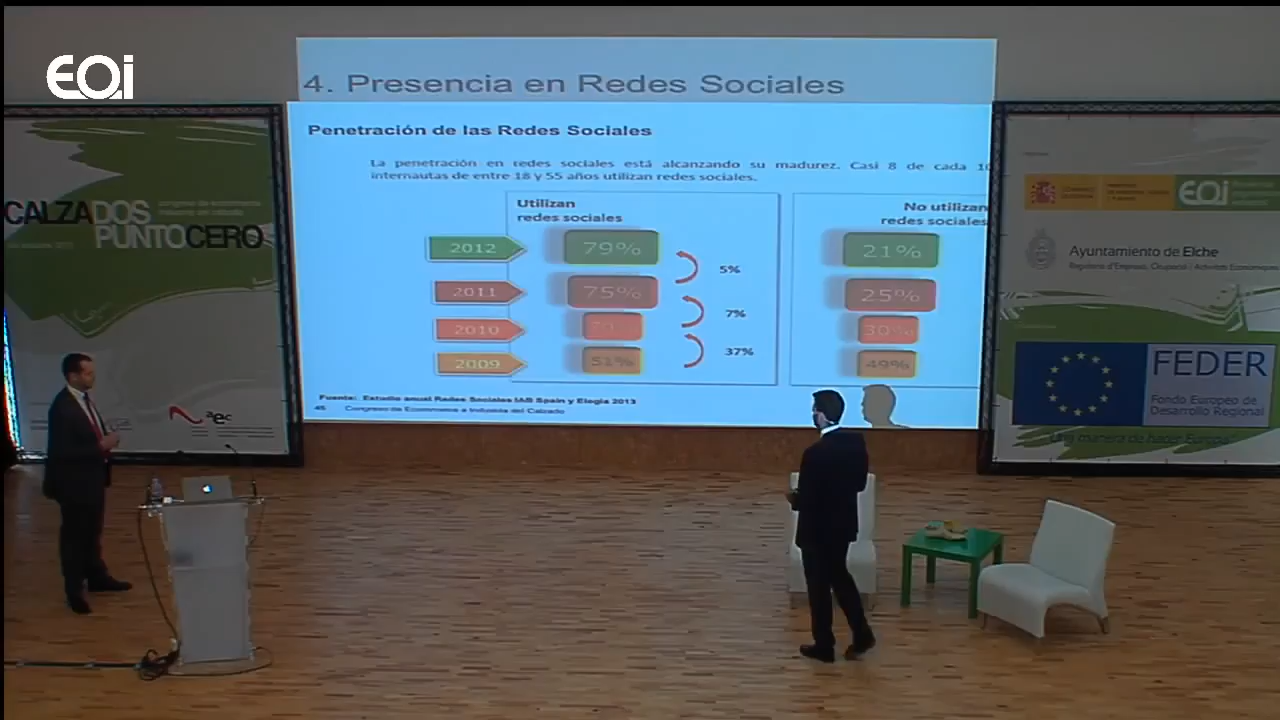 EOi
4. Presencia en Redes Sociales
Penetración de las Redes Sociales
La penetración en redes sociales está alcanzando su madurez. Casi 8 de cada 10
internautas de entre 18 y 55 años utilizan redes sociales.
Utilizan
redes sociales
No utilizan
redes sociales
2012 79% 21%
5%
2011 75% 25%
7%
2010 30%
37%
2009 51% 49%
Fuente: Estudio anual Redes Sociales IAB Spain y Elogia 2013
45 Congreso de Ecommerce e Industria del Calzado
CALZADOS
PUNTOCERO
aec
EOi
Ayuntamiento de Elche
FEDER
Fondo Europeo de
Desarrollo Regional
Una manera de hacer Europa